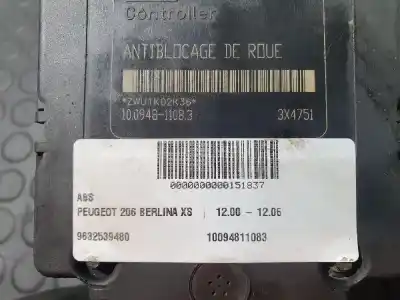 Controller
ANTIBLOCAGE DE ROUE
*ZWU1K02K36*
10.0948-1108.3 3X4751
0000000000151837
ABS
PEUGEOT 206 BERLINA XS | 12.00 - 12.06
9632539480 10094811083